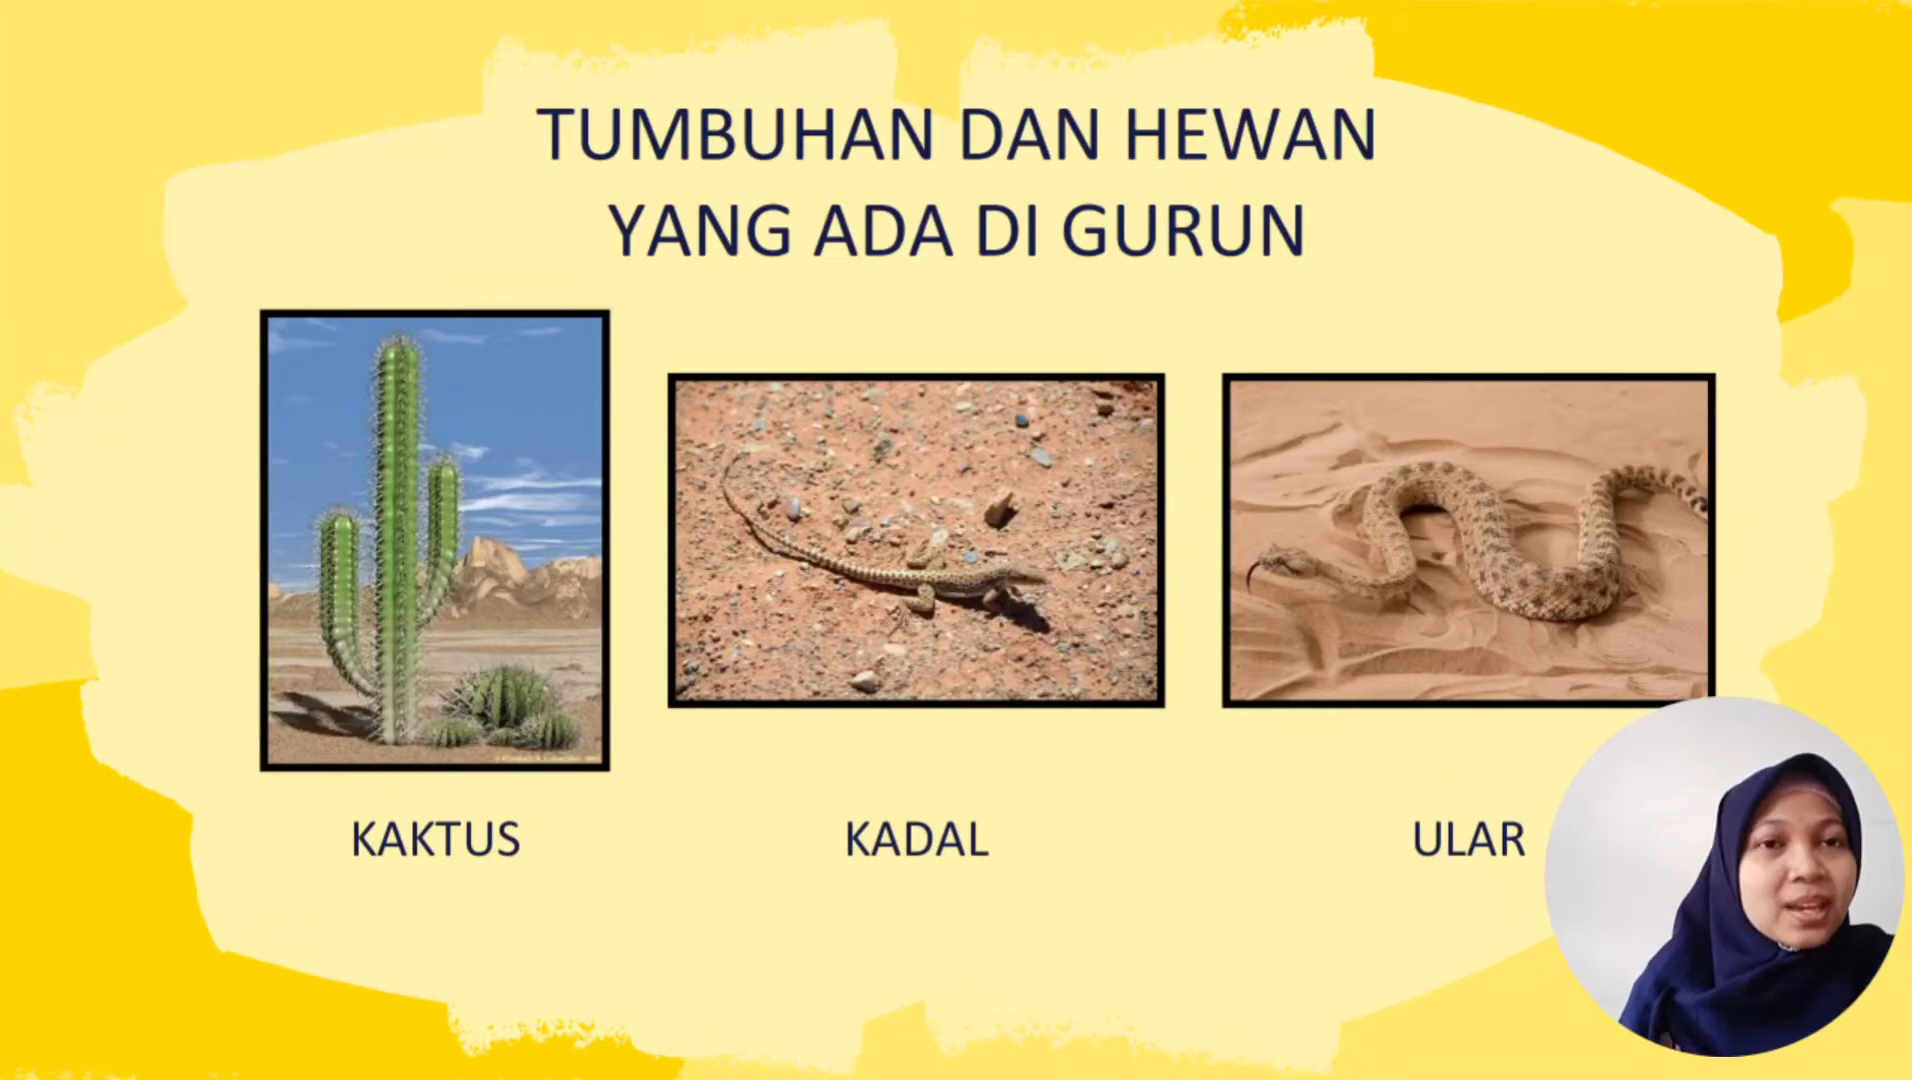 TUMBUHAN DAN HEWAN
YANG ADA DI GURUN
KAKTUS
KADAL
ULAR